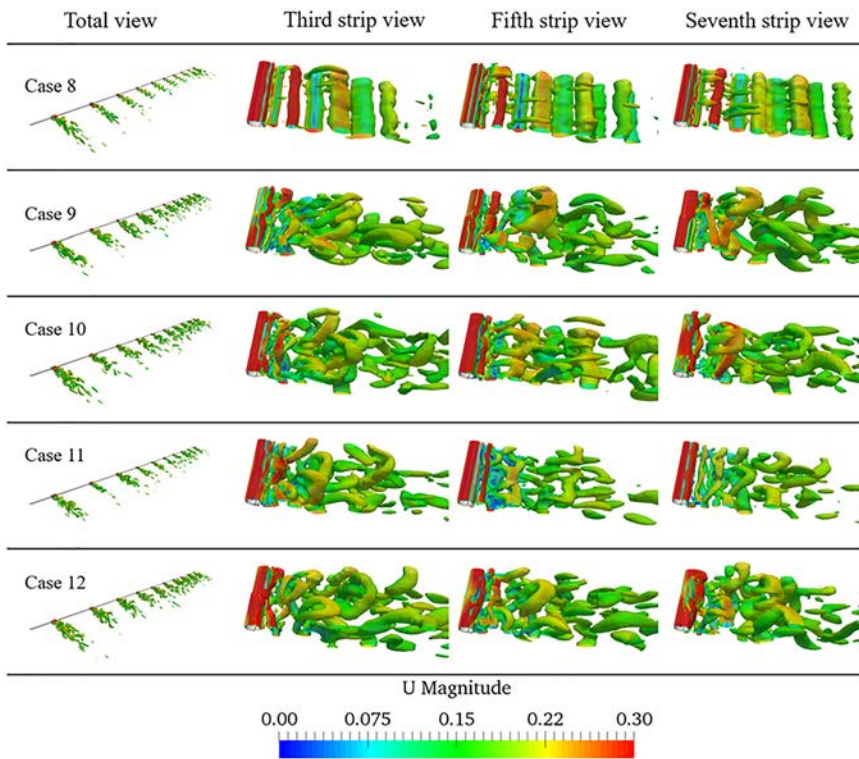 Total view Third strip view Fifth strip view Seventh strip view
Case 8
Case 9
Case 10
Case 11
Case 12
U Magnitude
0.00 0.075 0.15 0.22 0.30